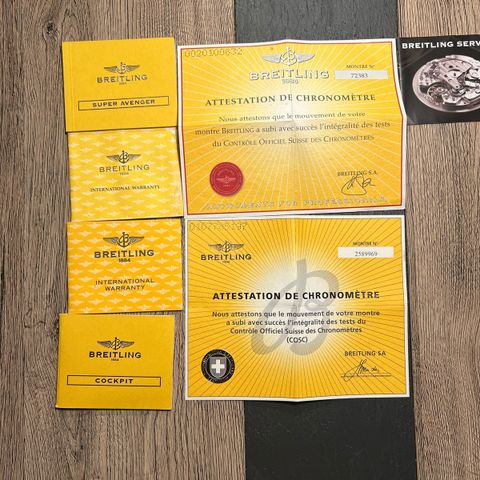 BREITLING
1884
SUPER AVENGER
BREITLING
1884
INTERNATIONAL WARRANTY
BREITLING
1884
INTERNATIONAL
WARRANTY
BREITLING
1884
COCKPIT
BREITLING
1884
MONTRE N°
72383
ATTESTATION DE CHRONOMÈTRE
Nous attestons que le mouvement de votre
montre BREITLING a subi avec succès l'intégralité des tests
du CONTRÔLE OFFICIEL SUISSE DES CHRONOMÈTRES
BREITLING S.A.
INSTRUMENTS FOR PROFESSIONALS
BREITLING
1884
MONTRE N°
2589969
ATTESTATION DE CHRONOMÈTRE
Nous attestons que le mouvement de votre montre
a subi avec succès l'intégralité des tests du
Contrôle Officiel Suisse des Chronomètres
(COSC)
BREITLING SA
BREITLING SERV